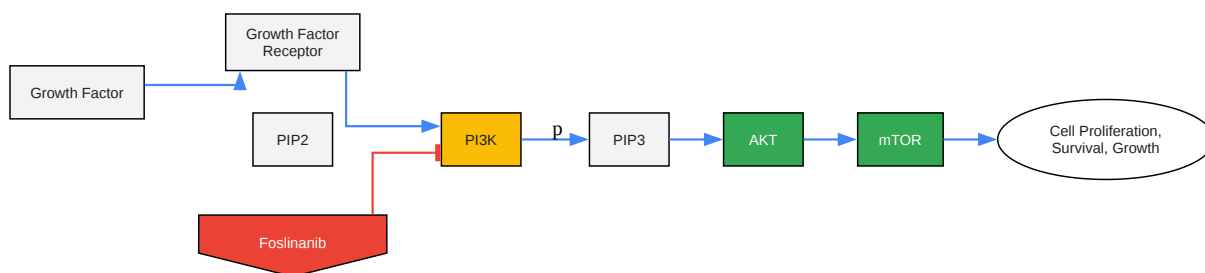 Growth Factor
Growth Factor
Receptor
PIP2
Foslinanib
PI3K
p
PIP3
AKT
mTOR
Cell Proliferation,
Survival, Growth